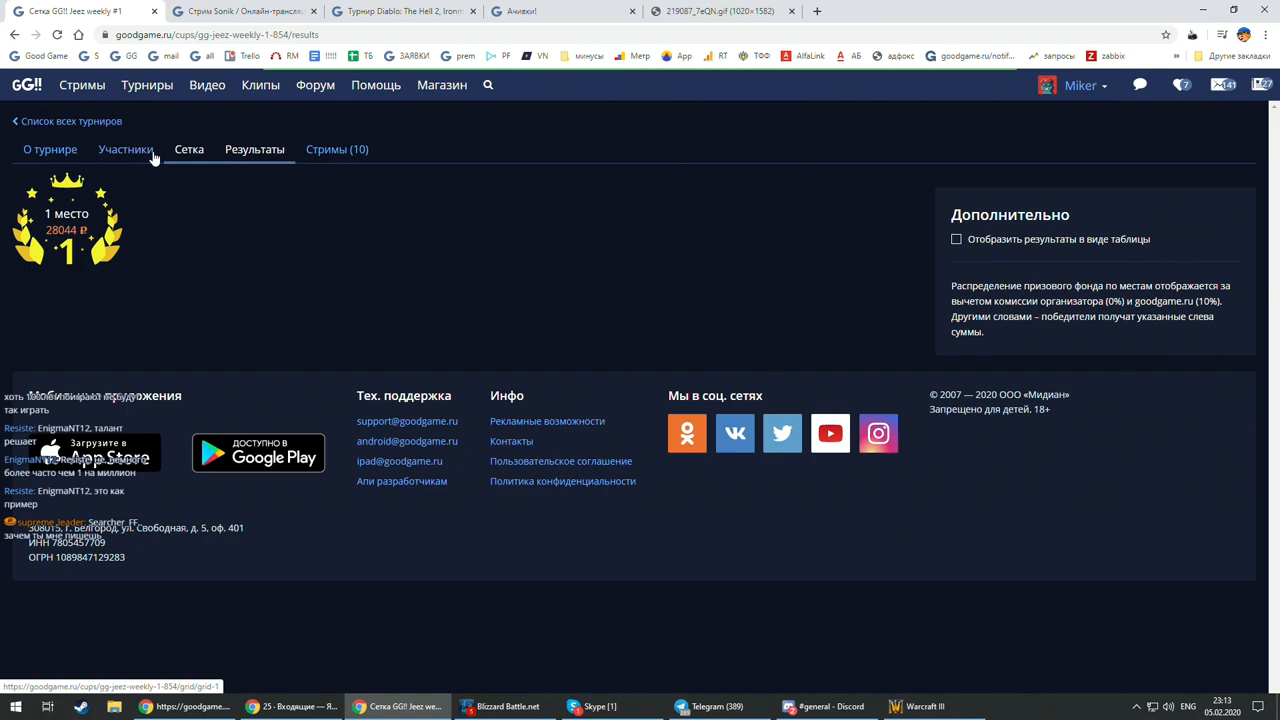 Сетка GG!! Jeez weekly #1
Стрим Sonik / Онлайн-трансля
Турнир Diablo: The Hell 2, Ironm
Ачивки!
219087_7eQN.gif (1020×1582)
goodgame.ru/cups/gg-jeez-weekly-1-854/results
Good Game
S
GG
mail
all
Trello
RM
!!!!!
ТБ
ЗАЯВКИ
prem
PF
VN
минусы
Метр
App
RT
ТФФ
AlfaLink
АБ
адфокс
goodgame.ru/notif...
запросы
zabbix
»
Другие закладки
GG!!
Стримы
Турниры
Видео
Клипы
Форум
Помощь
Магазин
Miker
7
141
27
Список всех турниров
О турнире
Участники
Сетка
Результаты
Стримы (10)
1 место
28044 ₽
1
Дополнительно
Отобразить результаты в виде таблицы
Распределение призового фонда по местам отображается за
вычетом комиссии организатора (0%) и goodgame.ru (10%).
Другими словами – победители получат указанные слева
суммы.
так играть
Resiste: EnigmaNT12, талант
решает
более часто чем 1 на миллион
Resiste: EnigmaNT12, это как
пример
supreme_leader: Searcher_FF,
зачем ты мне пишешь
Загрузите в
App Store
ДОСТУПНО В
Google Play
308015, г. Белгород, ул. Свободная, д. 5, оф. 401
ИНН 7805457709
ОГРН 1089847129283
Тех. поддержка
support@goodgame.ru
android@goodgame.ru
ipad@goodgame.ru
Апи разработчикам
Инфо
Рекламные возможности
Контакты
Пользовательское соглашение
Политика конфиденциальности
Мы в соц. сетях
© 2007 — 2020 ООО «Мидиан»
Запрещено для детей. 18+
https://goodgame.ru/cups/gg-jeez-weekly-1-854/grid/grid-1
https://goodgame....
25 · Входящие — Я...
Сетка GG!! Jeez we...
Blizzard Battle.net
Skype [1]
Telegram (389)
#general - Discord
Warcraft III
ENG
23:13
05.02.2020